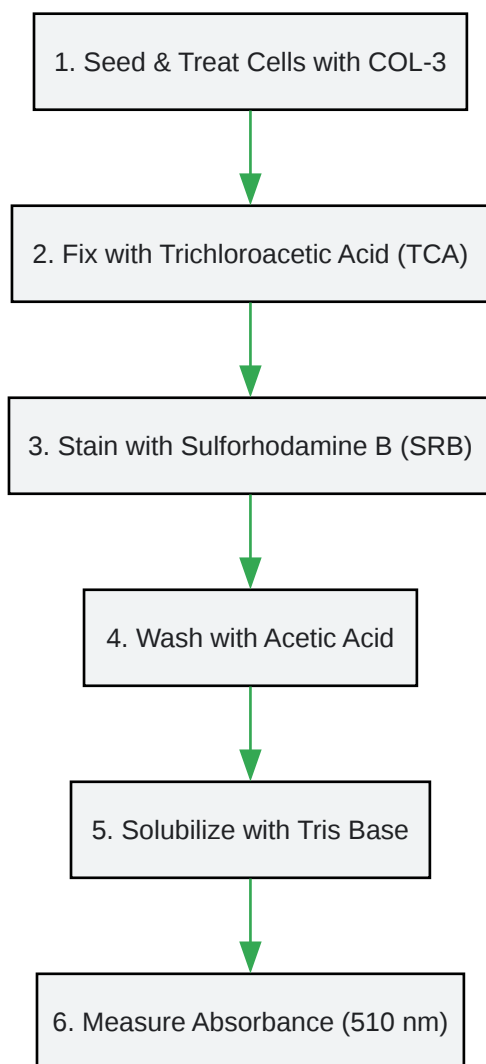 1. Seed & Treat Cells with COL-3
2. Fix with Trichloroacetic Acid (TCA)
3. Stain with Sulforhodamine B (SRB)
4. Wash with Acetic Acid
5. Solubilize with Tris Base
6. Measure Absorbance (510 nm)